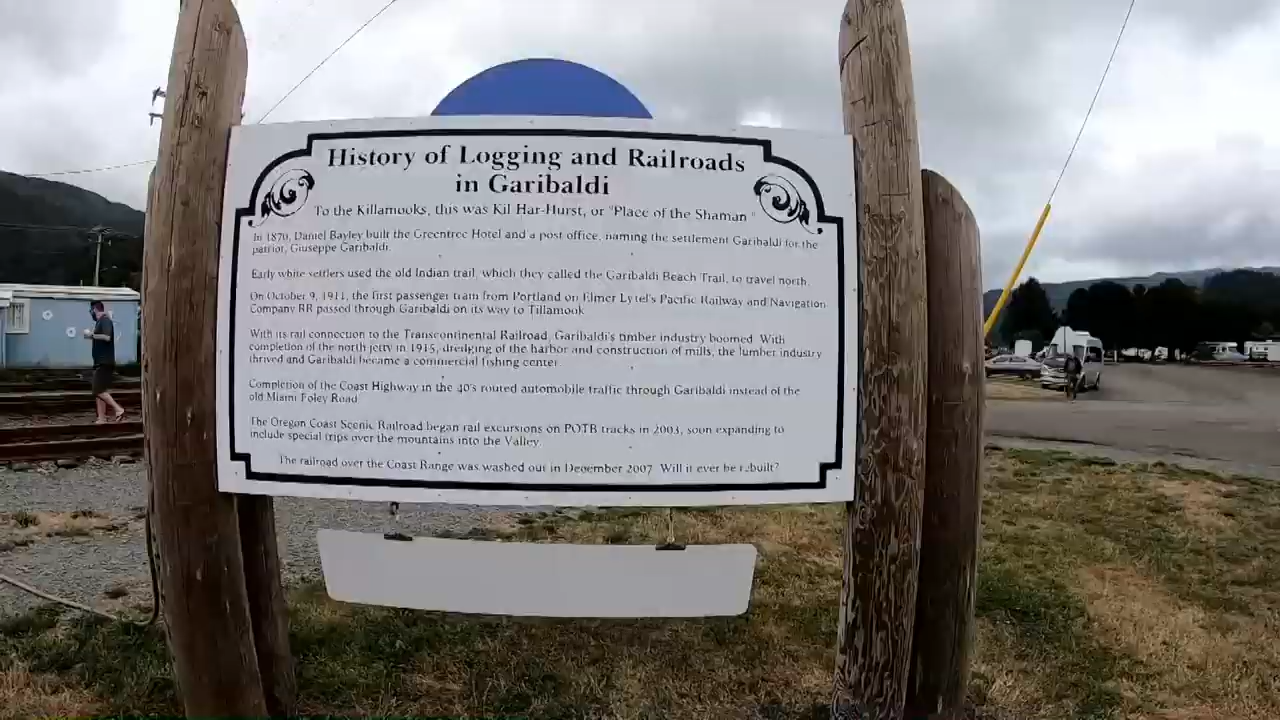 History of Logging and Railroads
in Garibaldi
To the Killamooks, this was Kil Har-Hurst, or "Place of the Shaman."
In 1870, Daniel Bayley built the Greentree Hotel and a post office, naming the settlement Garibaldi for the
patriot, Giuseppe Garibaldi.
Early white settlers used the old Indian trail, which they called the Garibaldi Beach Trail, to travel north.
On October 9, 1911, the first passenger train from Portland on Elmer Lytel's Pacific Railway and Navigation
Company RR passed through Garibaldi on its way to Tillamook.
With its rail connection to the Transcontinental Railroad, Garibaldi's timber industry boomed. With
completion of the north jetty in 1915, dredging of the harbor and construction of mills, the lumber industry
thrived and Garibaldi became a commercial fishing center.
Completion of the Coast Highway in the 40's routed automobile traffic through Garibaldi instead of the
old Miami Foley Road.
The Oregon Coast Scenic Railroad began rail excursions on POTB tracks in 2003, soon expanding to
include special trips over the mountains into the Valley.
The railroad over the Coast Range was washed out in December 2007. Will it ever be rebuilt?